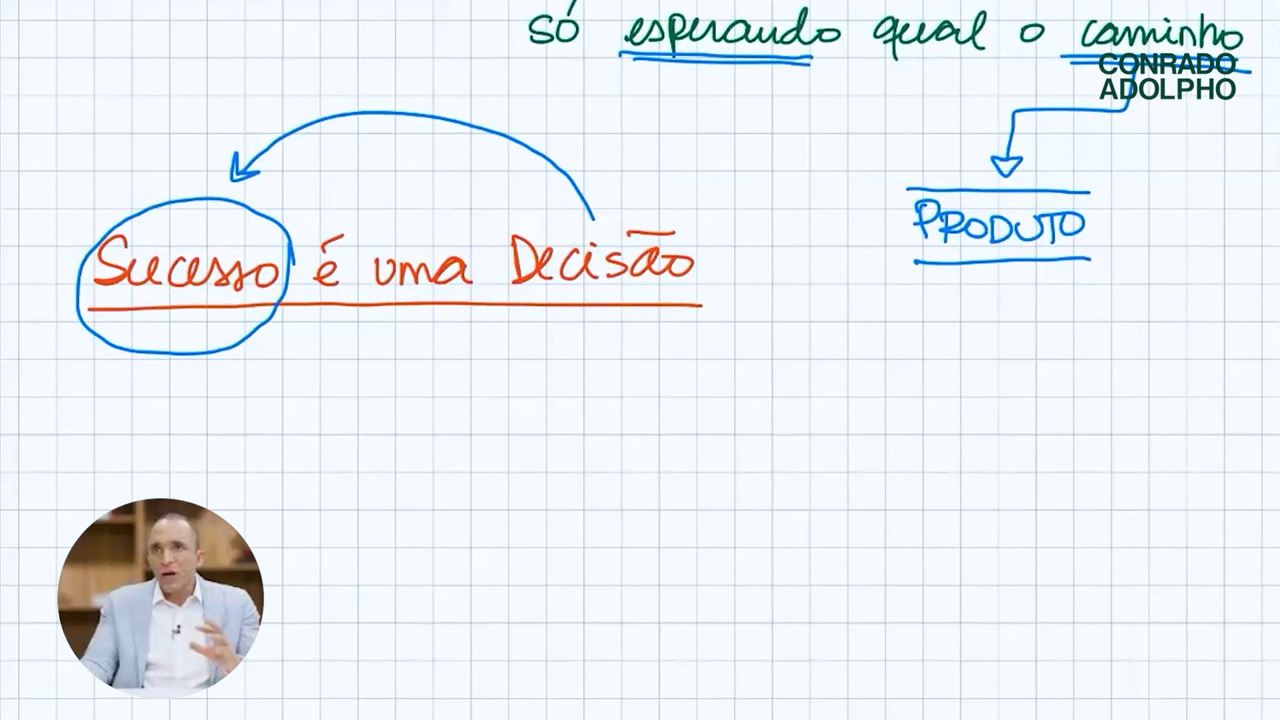 só esperando qual o caminho
CONRADO
ADOLPHO
PRODUTO
Sucesso é uma Decisão